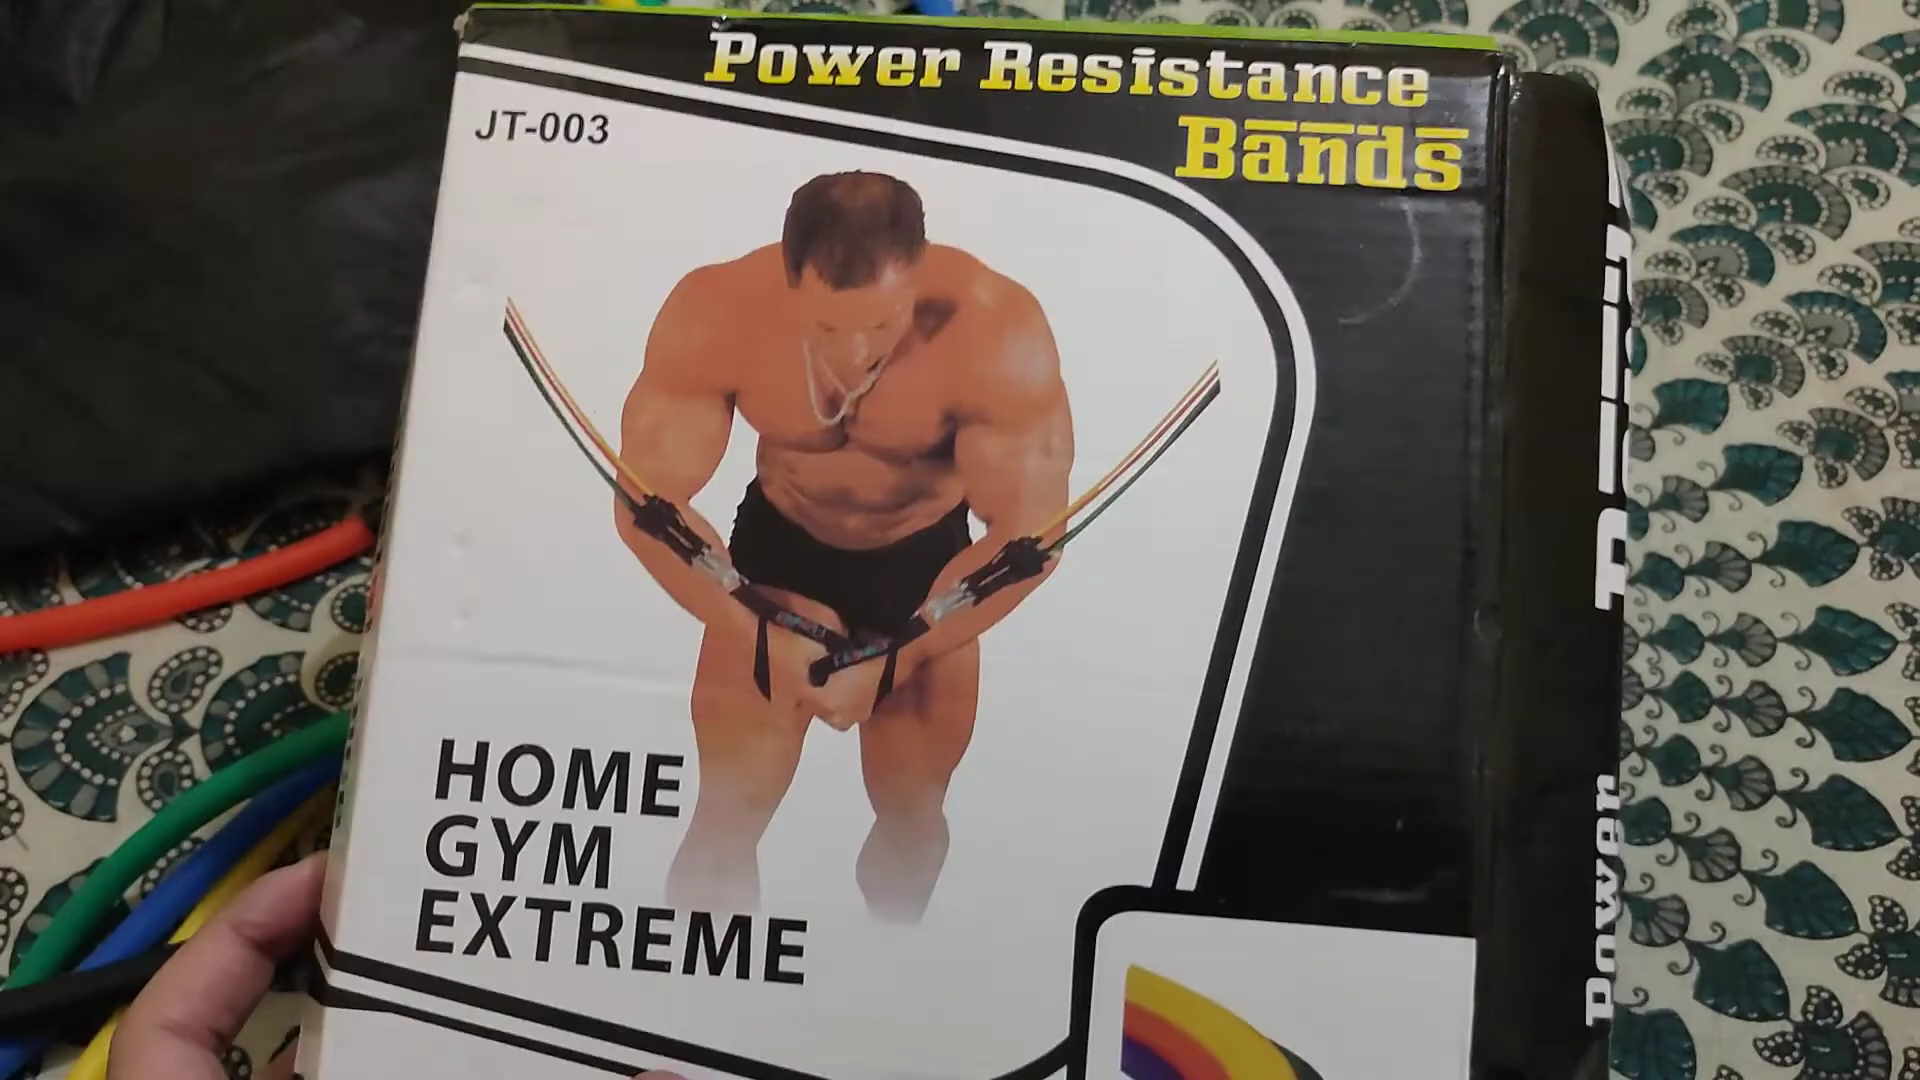 Power Resistance
Bands
JT-003
HOME
GYM
EXTREME
Power